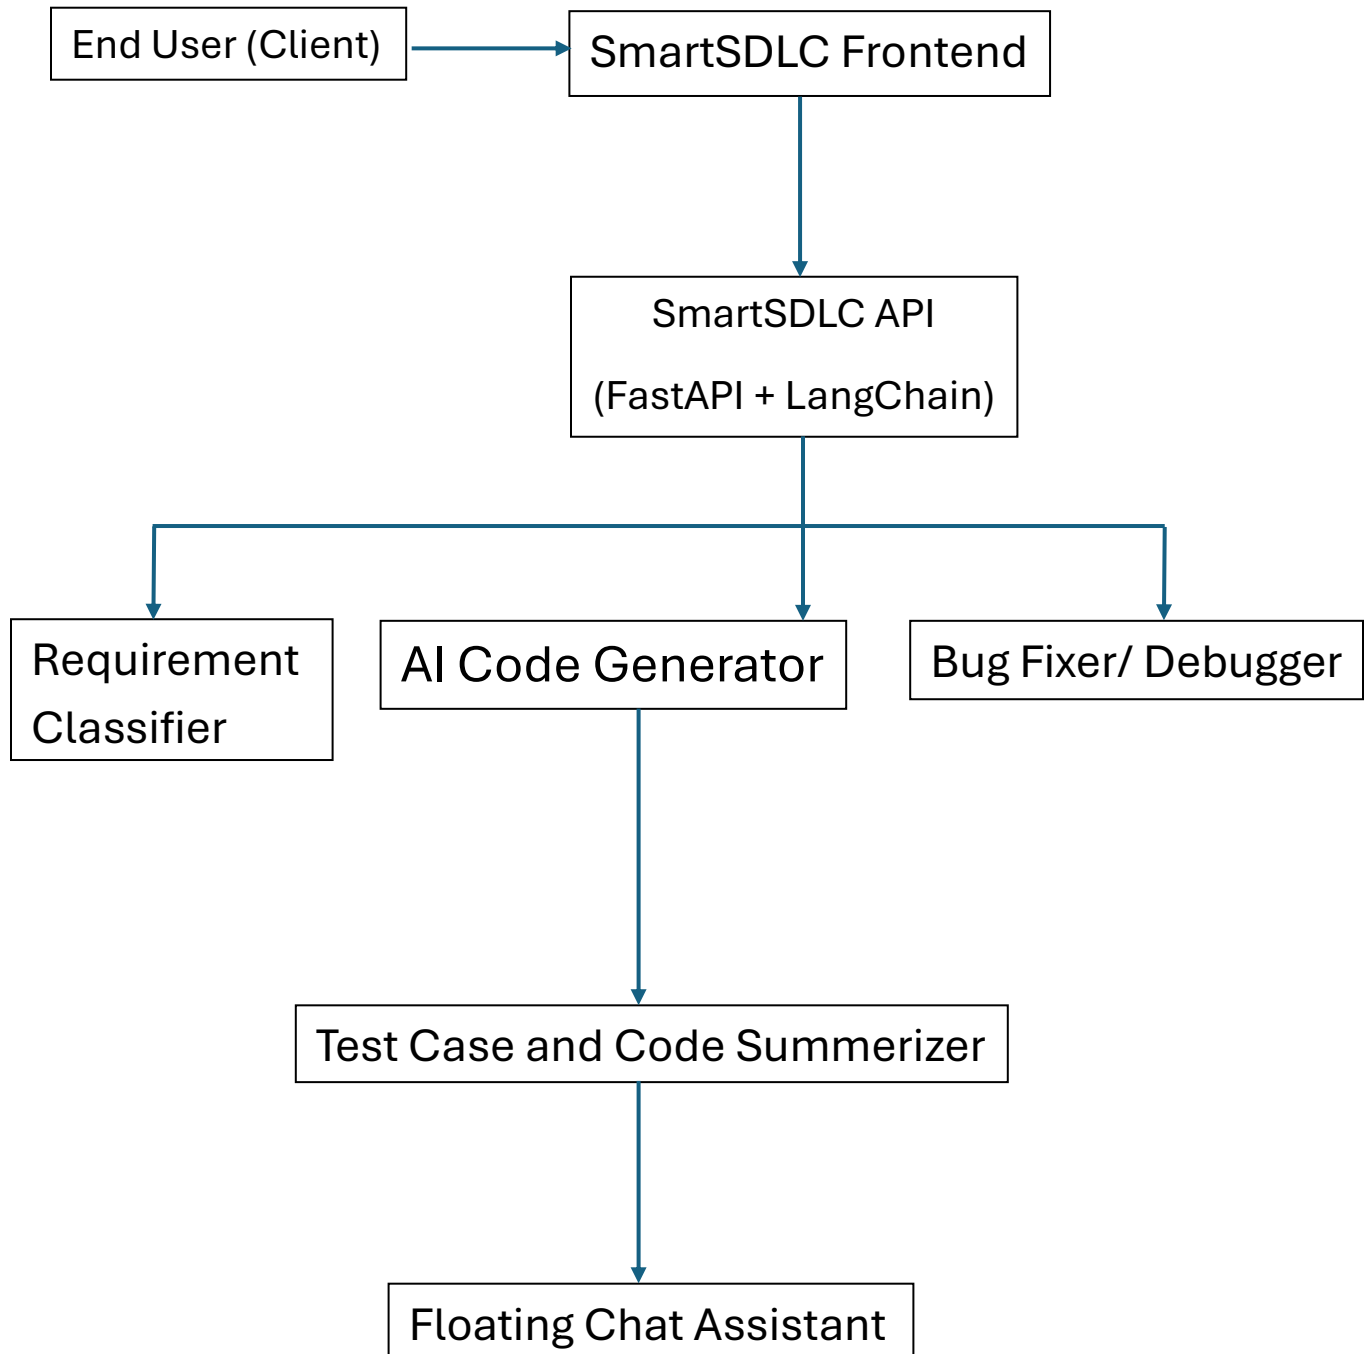 End User (Client)
SmartSDLC Frontend
SmartSDLC API
(FastAPI + LangChain)
Requirement
Classifier
AI Code Generator
Bug Fixer/ Debugger
Test Case and Code Summerizer
Floating Chat Assistant